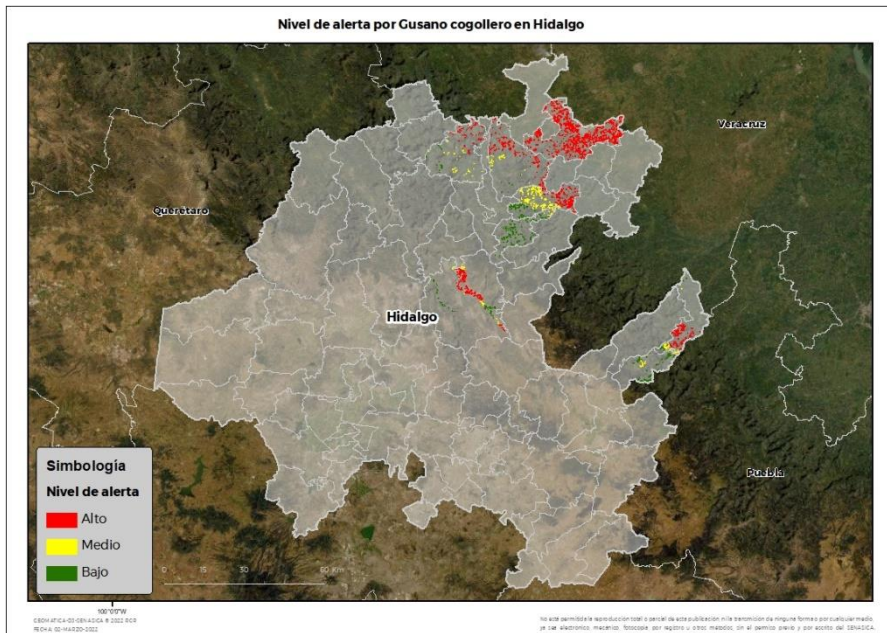 Nivel de alerta por Gusano cogollero en Hidalgo
Veracruz
Querétaro
Hidalgo
Puebla
Simbología
Nivel de alerta
Alto
Medio
Bajo
0 15 30 60 Km
100°0'0"W
FECHA: 02-MARZO-2022
No está permitida la reproducción total o parcial de esta publicación, ni la transmisión de ninguna forma o por cualquier medio,
ya sea electrónico, mecánico, fotocopia, por registro u otros métodos, sin el permiso previo y por escrito del SENASICA.